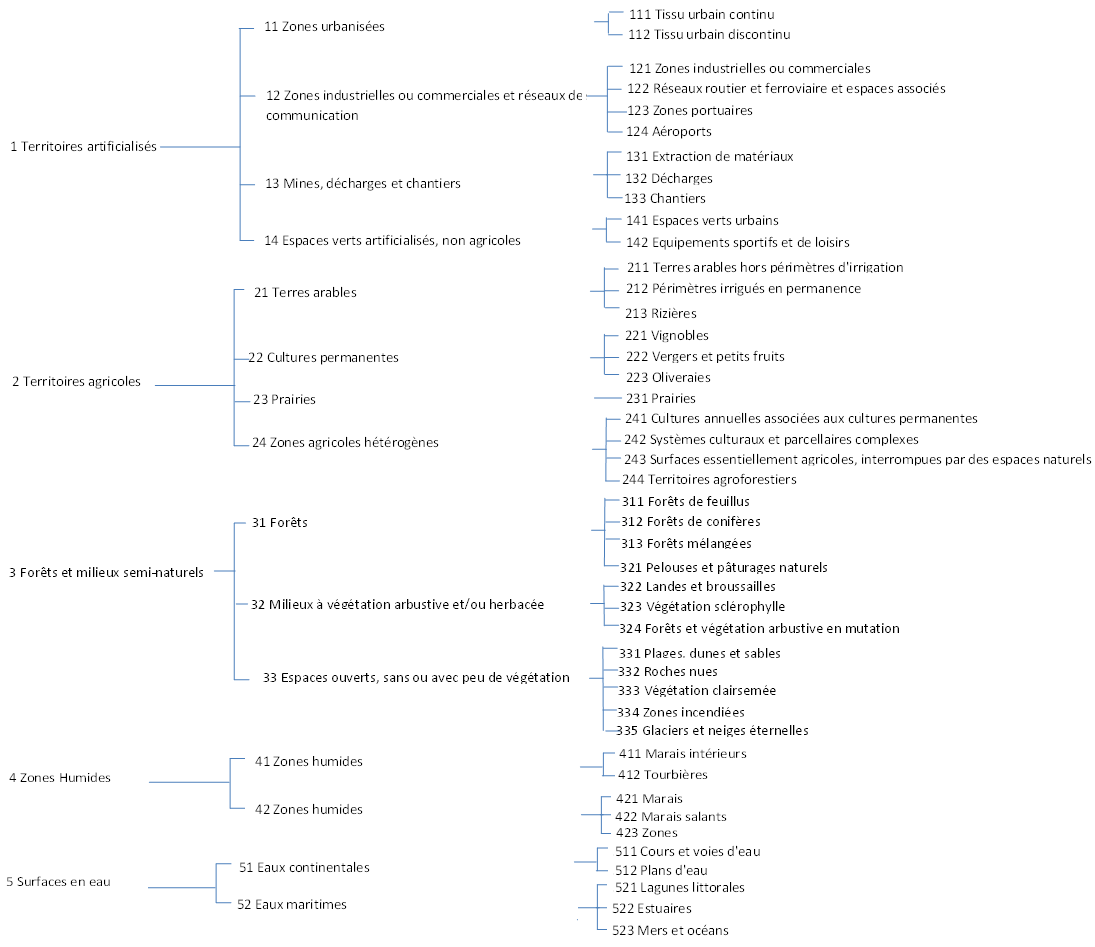 1 Territoires artificialisés
11 Zones urbanisées
111 Tissu urbain continu
112 Tissu urbain discontinu
12 Zones industrielles ou commerciales et réseaux de
communication
121 Zones industrielles ou commerciales
122 Réseaux routier et ferroviaire et espaces associés
123 Zones portuaires
124 Aéroports
13 Mines, décharges et chantiers
131 Extraction de matériaux
132 Décharges
133 Chantiers
14 Espaces verts artificialisés, non agricoles
141 Espaces verts urbains
142 Equipements sportifs et de loisirs
2 Territoires agricoles
21 Terres arables
211 Terres arables hors périmètres d'irrigation
212 Périmètres irrigués en permanence
213 Rizières
22 Cultures permanentes
221 Vignobles
222 Vergers et petits fruits
223 Oliveraies
23 Prairies
231 Prairies
24 Zones agricoles hétérogènes
241 Cultures annuelles associées aux cultures permanentes
242 Systèmes culturaux et parcellaires complexes
243 Surfaces essentiellement agricoles, interrompues par des espaces naturels
244 Territoires agroforestiers
3 Forêts et milieux semi-naturels
31 Forêts
311 Forêts de feuillus
312 Forêts de conifères
313 Forêts mélangées
321 Pelouses et pâturages naturels
32 Milieux à végétation arbustive et/ou herbacée
322 Landes et broussailles
323 Végétation sclérophylle
324 Forêts et végétation arbustive en mutation
33 Espaces ouverts, sans ou avec peu de végétation
331 Plages, dunes et sables
332 Roches nues
333 Végétation clairsemée
334 Zones incendiées
335 Glaciers et neiges éternelles
4 Zones Humides
41 Zones humides
411 Marais intérieurs
412 Tourbières
42 Zones humides
421 Marais
422 Marais salants
423 Zones
5 Surfaces en eau
51 Eaux continentales
511 Cours et voies d'eau
512 Plans d'eau
52 Eaux maritimes
521 Lagunes littorales
522 Estuaires
523 Mers et océans